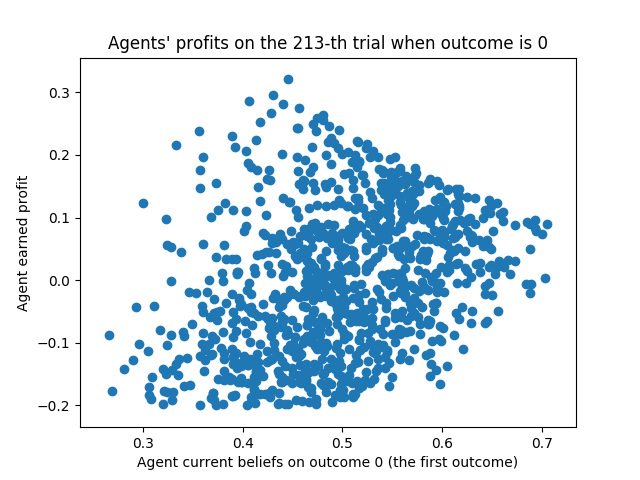 Agents' profits on the 213-th trial when outcome is 0
Agent earned profit
0.3
0.2
0.1
0.0
−0.1
−0.2
0.3 0.4 0.5 0.6 0.7
Agent current beliefs on outcome 0 (the first outcome)